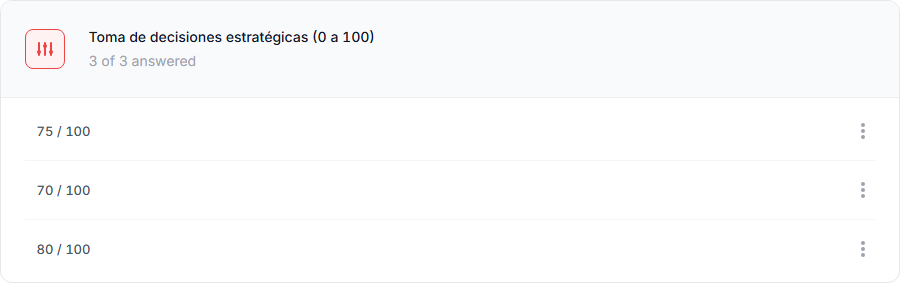 Toma de decisiones estratégicas (0 a 100)
3 of 3 answered
75 / 100
70 / 100
80 / 100